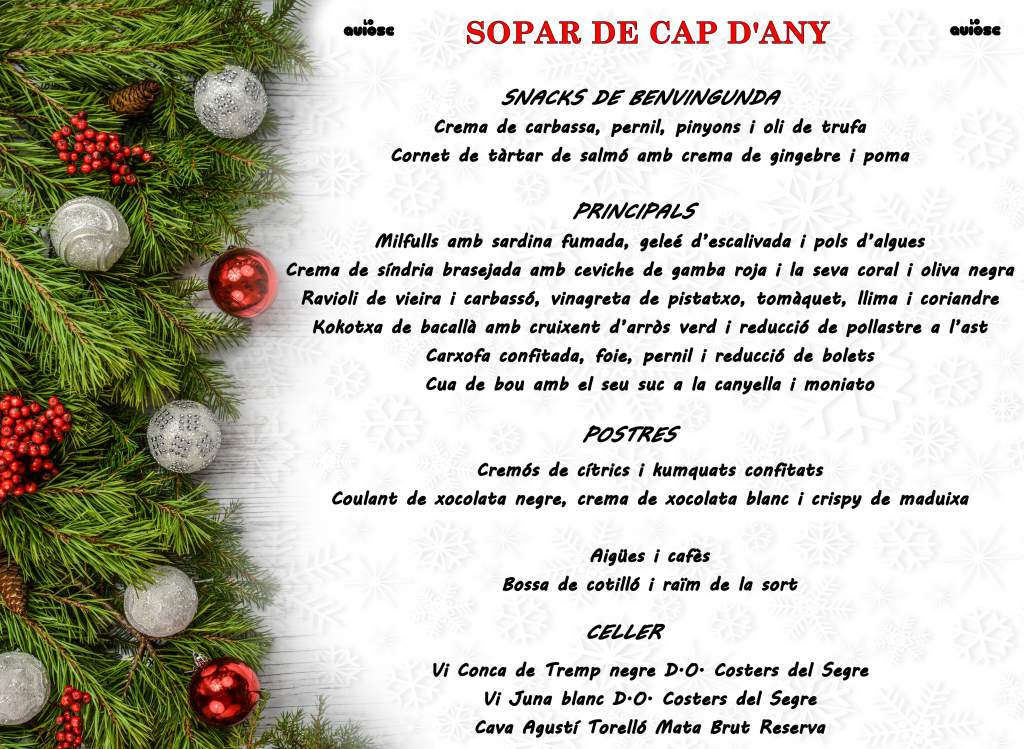 LO QUIOSC
SOPAR DE CAP D'ANY
LO QUIOSC
SNACKS DE BENVINGUNDA
Crema de carbassa, pernil, pinyons i oli de trufa
Cornet de tàrtar de salmó amb crema de gingebre i poma
PRINCIPALS
Milfulls amb sardina fumada, geleé d'escalivada i pols d'algues
Crema de síndria brasejada amb ceviche de gamba roja i la seva coral i oliva negra
Ravioli de vieira i carbassó, vinagreta de pistatxo, tomàquet, llima i coriandre
Kokotxa de bacallà amb cruixent d'arròs verd i reducció de pollastre a l'ast
Carxofa confitada, foie, pernil i reducció de bolets
Cua de bou amb el seu suc a la canyella i moniato
POSTRES
Cremós de cítrics i kumquats confitats
Coulant de xocolata negre, crema de xocolata blanc i crispy de maduixa
Aigües i cafès
Bossa de cotilló i raïm de la sort
CELLER
Vi Conca de Tremp negre D.O. Costers del Segre
Vi Juna blanc D.O. Costers del Segre
Cava Agustí Torelló Mata Brut Reserva